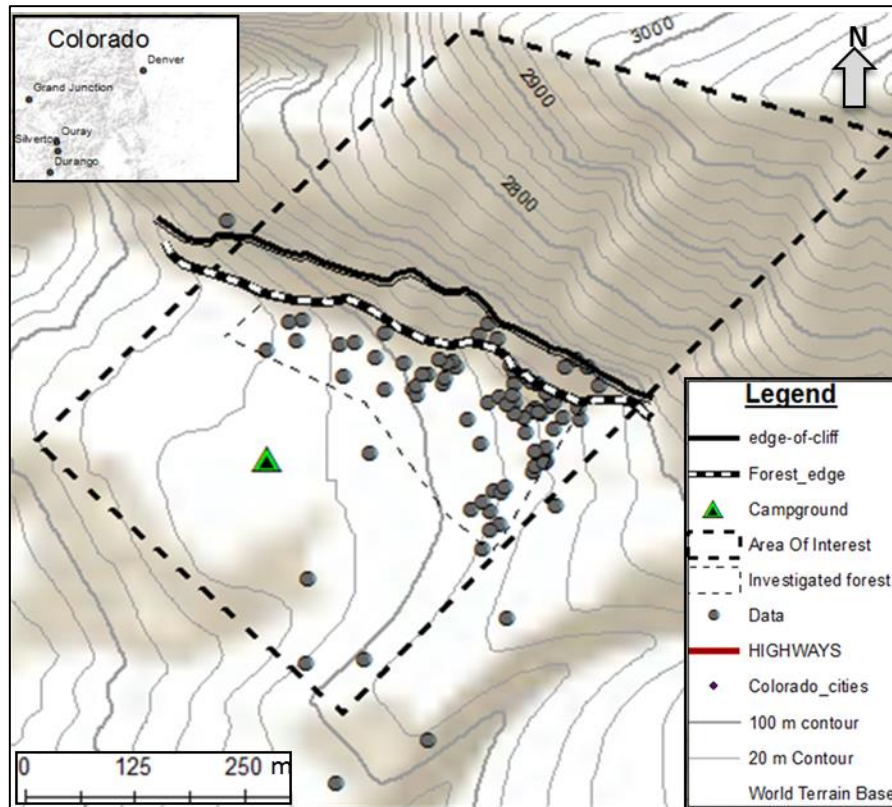 Colorado
Denver
Grand Junction
Ouray
Silverton
Durango
3000
2900
2800
N
Legend
edge-of-cliff
Forest_edge
Campground
Area Of Interest
Investigated forest
Data
HIGHWAYS
Colorado_cities
100 m contour
20 m Contour
World Terrain Base
0 125 250 m